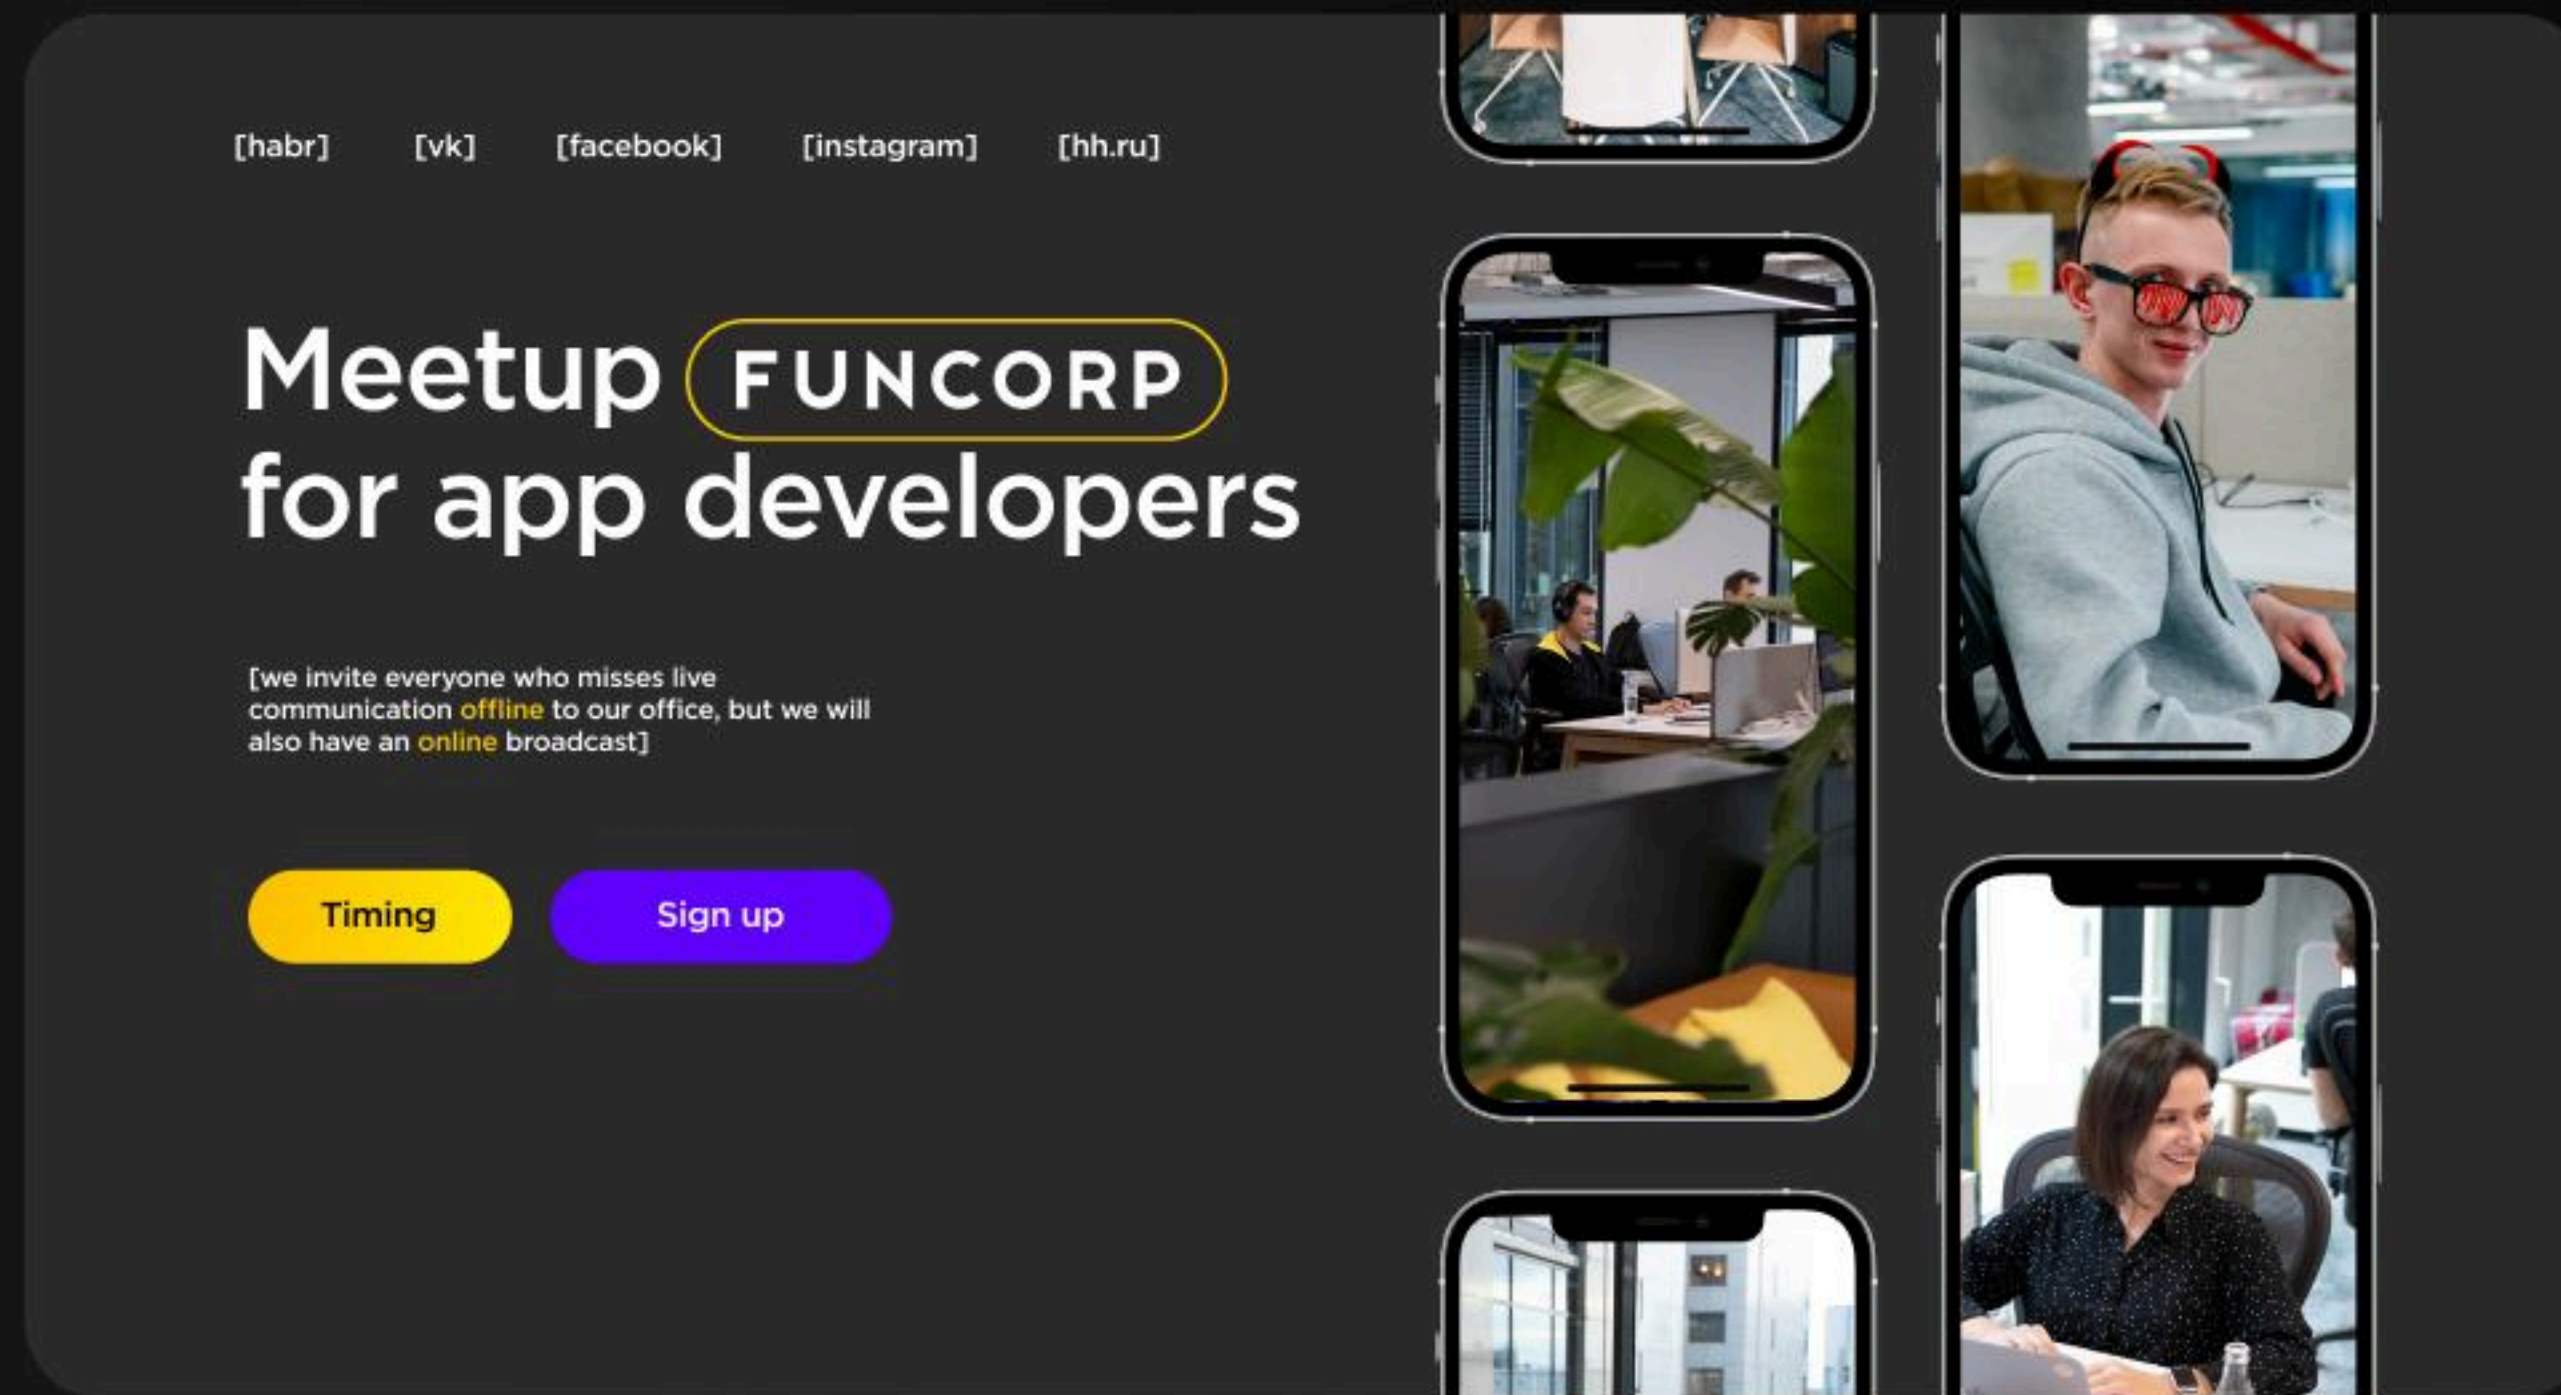 [habr] [vk] [facebook] [instagram] [hh.ru]
Meetup FUNCORP
for app developers
[we invite everyone who misses live
communication offline to our office, but we will
also have an online broadcast]
Timing Sign up